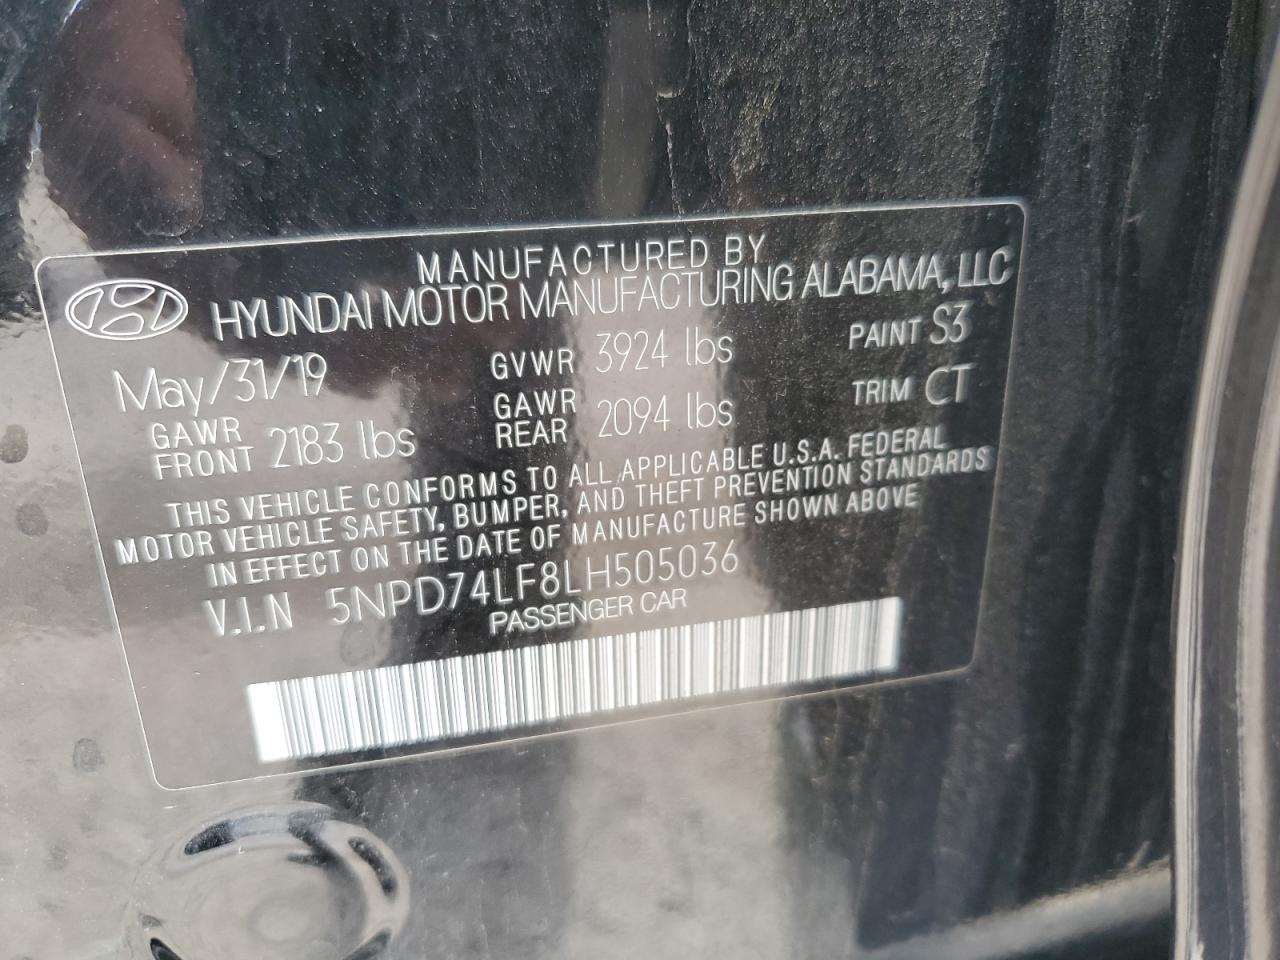 MANUFACTURED BY
HYUNDAI MOTOR MANUFACTURING ALABAMA, LLC
May/31/19 GVWR 3924 lbs PAINT S3
GAWR FRONT 2183 lbs GAWR REAR 2094 lbs TRIM CT
THIS VEHICLE CONFORMS TO ALL APPLICABLE U.S.A. FEDERAL
MOTOR VEHICLE SAFETY, BUMPER, AND THEFT PREVENTION STANDARDS
IN EFFECT ON THE DATE OF MANUFACTURE SHOWN ABOVE
V.I.N 5NPD74LF8LH505036
PASSENGER CAR